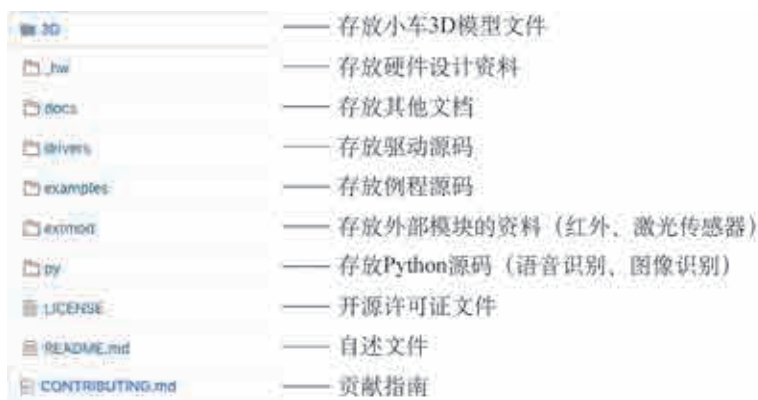 3D —— 存放小车3D模型文件
_hw —— 存放硬件设计资料
docs —— 存放其他文档
drivers —— 存放驱动源码
examples —— 存放例程源码
extmod —— 存放外部模块的资料（红外、激光传感器）
py —— 存放Python源码（语音识别、图像识别）
LICENSE —— 开源许可证文件
README.md —— 自述文件
CONTRIBUTING.md —— 贡献指南